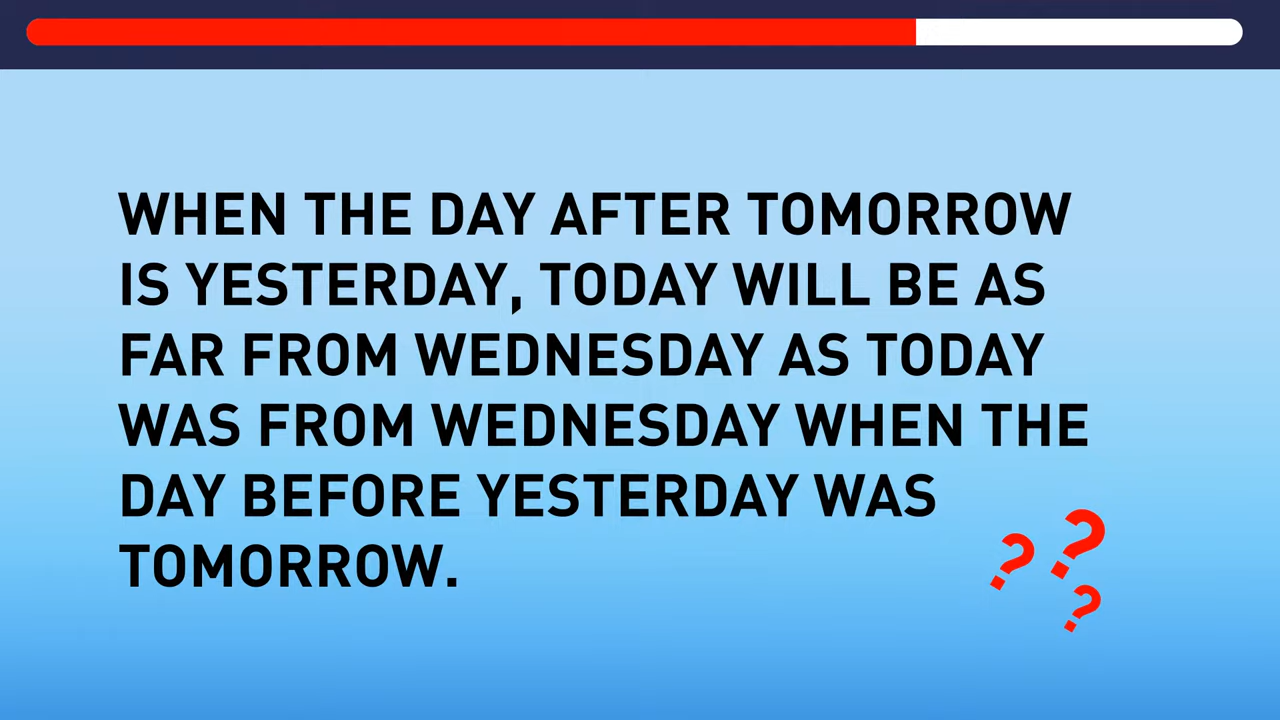 WHEN THE DAY AFTER TOMORROW
IS YESTERDAY, TODAY WILL BE AS
FAR FROM WEDNESDAY AS TODAY
WAS FROM WEDNESDAY WHEN THE
DAY BEFORE YESTERDAY WAS
TOMORROW.
? ? ?